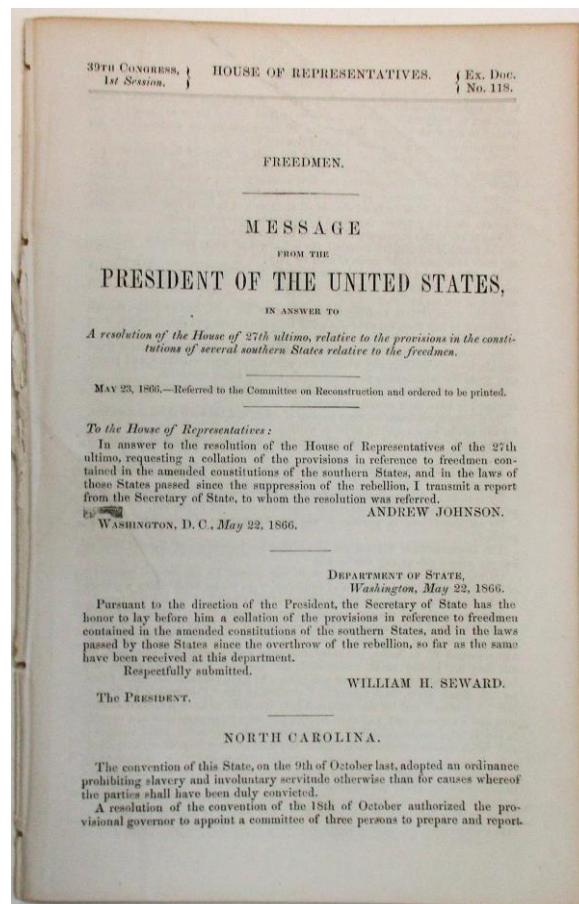 39TH CONGRESS, } HOUSE OF REPRESENTATIVES. { Ex. Doc.
1st Session. } { No. 118.
FREEDMEN.
MESSAGE
FROM THE
PRESIDENT OF THE UNITED STATES,
IN ANSWER TO
A resolution of the House of 27th ultimo, relative to the provisions in the consti-
tutions of several southern States relative to the freedmen.
MAY 23, 1866.—Referred to the Committee on Reconstruction and ordered to be printed.
To the House of Representatives:
In answer to the resolution of the House of Representatives of the 27th
ultimo, requesting a collation of the provisions in reference to freedmen con-
tained in the amended constitutions of the southern States, and in the laws of
those States passed since the suppression of the rebellion, I transmit a report
from the Secretary of State, to whom the resolution was referred.
ANDREW JOHNSON.
WASHINGTON, D. C., May 22, 1866.
DEPARTMENT OF STATE,
Washington, May 22, 1866.
Pursuant to the direction of the President, the Secretary of State has the
honor to lay before him a collation of the provisions in reference to freedmen
contained in the amended constitutions of the southern States, and in the laws
passed by those States since the overthrow of the rebellion, so far as the same
have been received at this department.
Respectfully submitted.
WILLIAM H. SEWARD.
The PRESIDENT.
NORTH CAROLINA.
The convention of this State, on the 9th of October last, adopted an ordinance
prohibiting slavery and involuntary servitude otherwise than for causes whereof
the parties shall have been duly convicted.
A resolution of the convention of the 18th of October authorized the pro-
visional governor to appoint a committee of three persons to prepare and report.